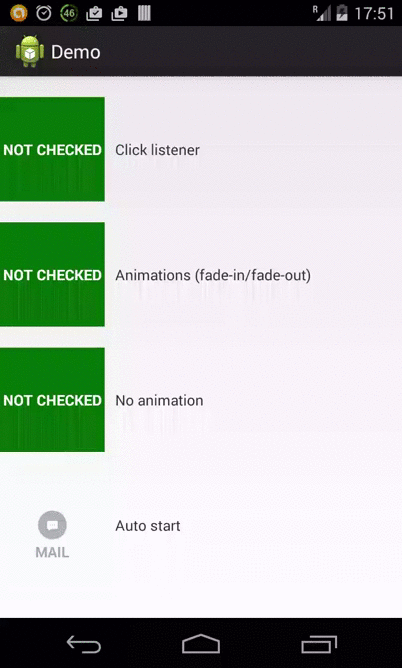 46 R 17:51
Demo
NOT CHECKED Click listener
NOT CHECKED Animations (fade-in/fade-out)
NOT CHECKED No animation
Auto start
MAIL